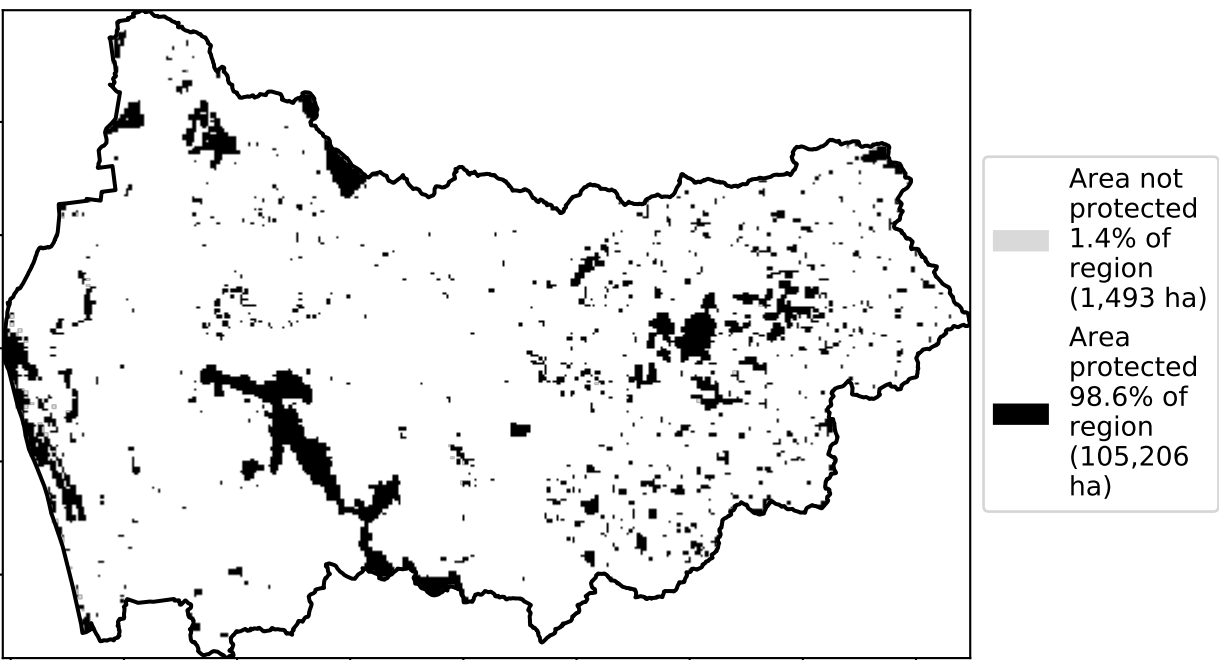 Area not
protected
1.4% of
region
(1,493 ha)
Area
protected
98.6% of
region
(105,206
ha)